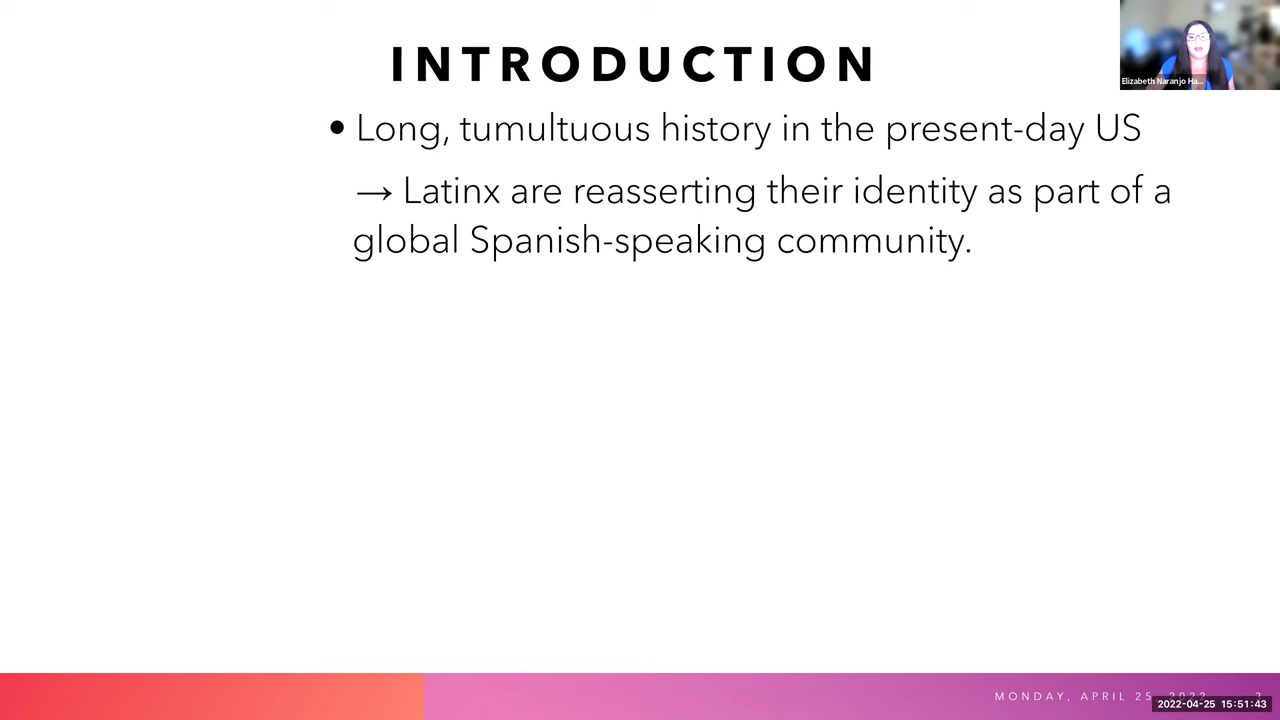 INTRODUCTION
Elizabeth Naranjo Ha...
• Long, tumultuous history in the present-day US
→ Latinx are reasserting their identity as part of a
global Spanish-speaking community.
MONDAY, APRIL 25, 2022
2022-04-25 15:51:43